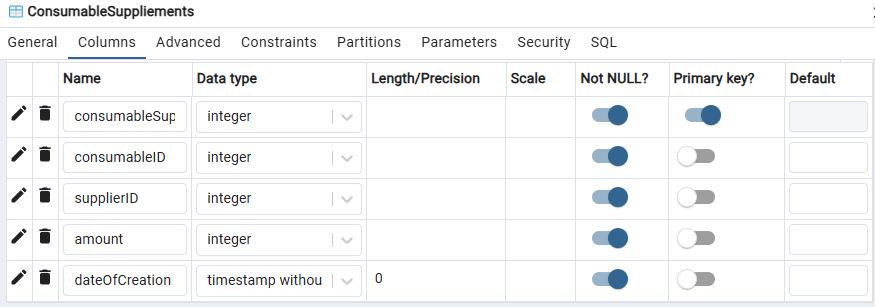 ConsumableSuppliements
General Columns Advanced Constraints Partitions Parameters Security SQL
Name Data type Length/Precision Scale Not NULL? Primary key? Default
consumableSup integer
consumableID integer
supplierID integer
amount integer
dateOfCreation timestamp withou 0